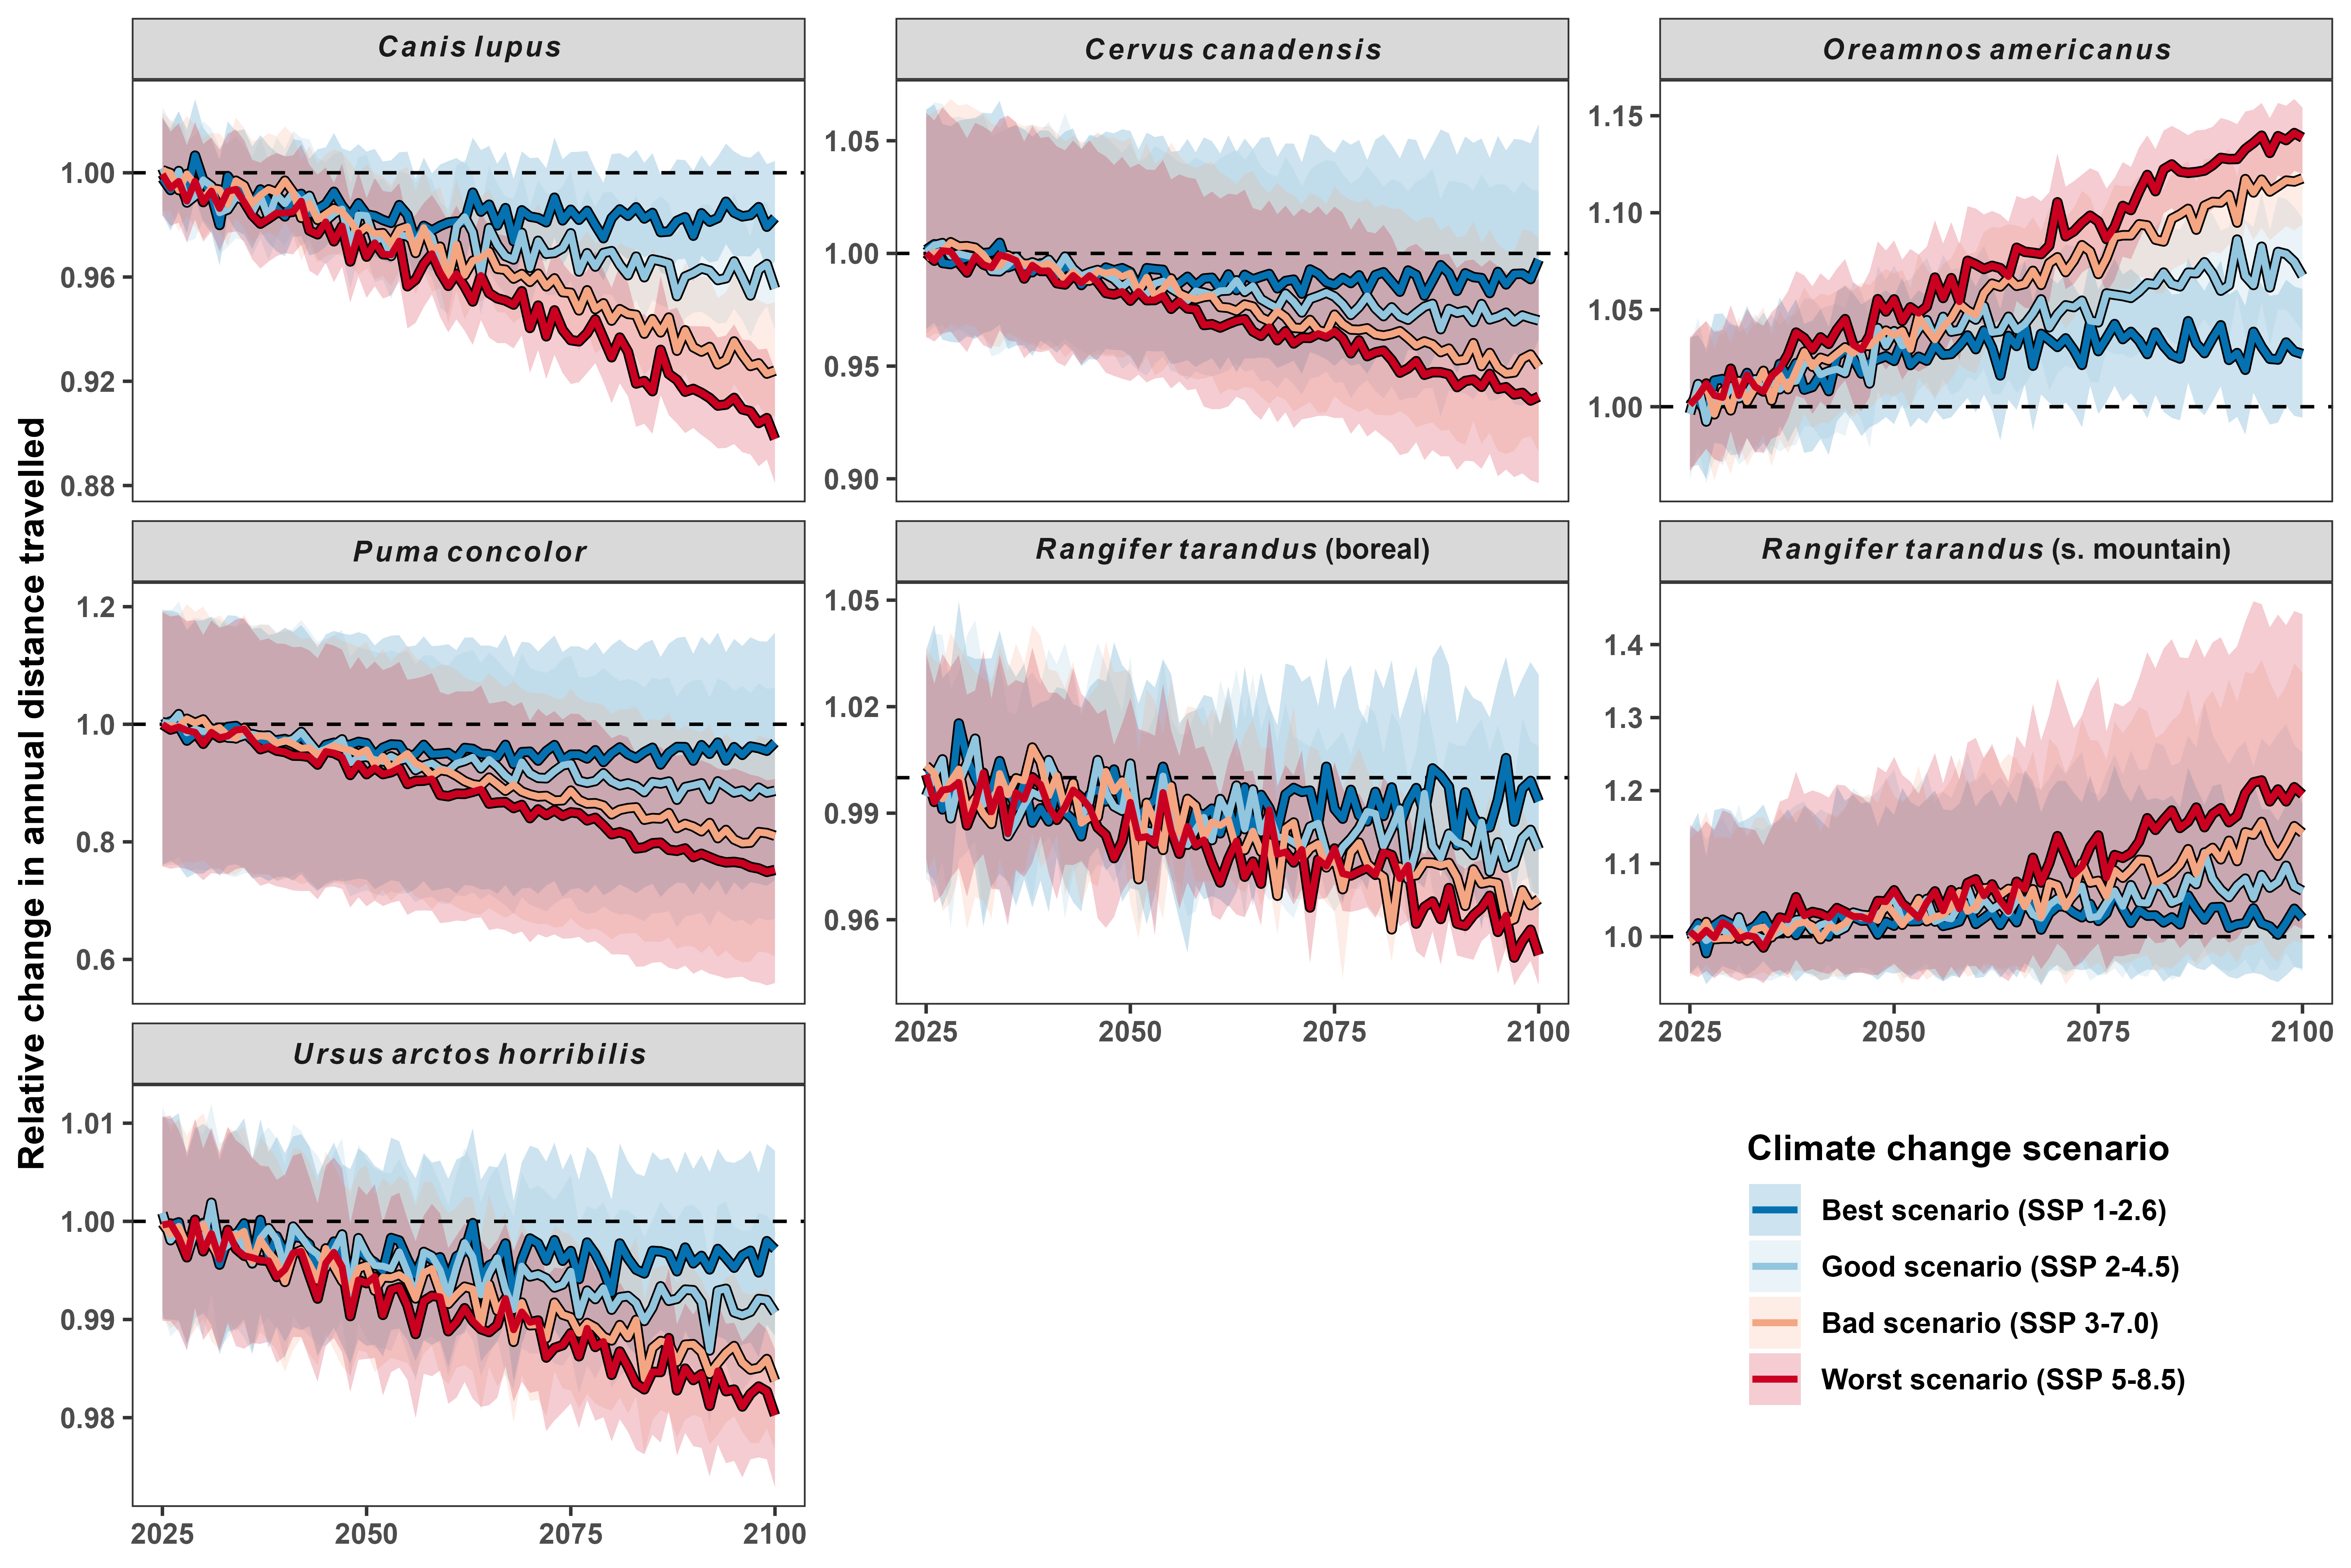 Relative change in annual distance travelled
Canis lupus
1.00
0.96
0.92
0.88
Cervus canadensis
1.05
1.00
0.95
0.90
Oreamnos americanus
1.15
1.10
1.05
1.00
Puma concolor
1.2
1.0
0.8
0.6
Rangifer tarandus (boreal)
1.05
1.02
0.99
0.96
2025 2050 2075 2100
Rangifer tarandus (s. mountain)
1.4
1.3
1.2
1.1
1.0
2025 2050 2075 2100
Ursus arctos horribilis
1.01
1.00
0.99
0.98
2025 2050 2075 2100
Climate change scenario
Best scenario (SSP 1-2.6)
Good scenario (SSP 2-4.5)
Bad scenario (SSP 3-7.0)
Worst scenario (SSP 5-8.5)